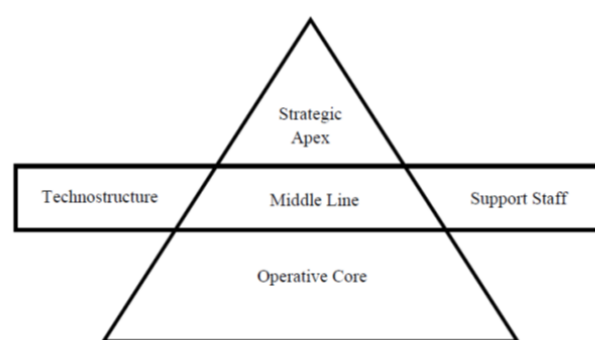 Strategic
Apex
Technostructure
Middle Line
Support Staff
Operative Core